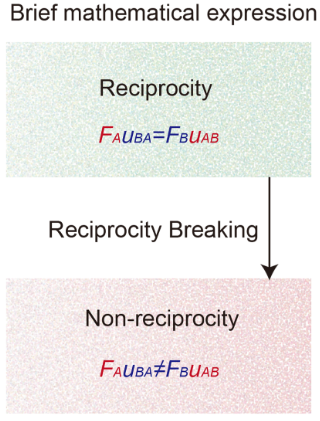 Brief mathematical expression
Reciprocity
F_A u_{BA}=F_B u_{AB}
Reciprocity Breaking
Non-reciprocity
F_A u_{BA}≠F_B u_{AB}